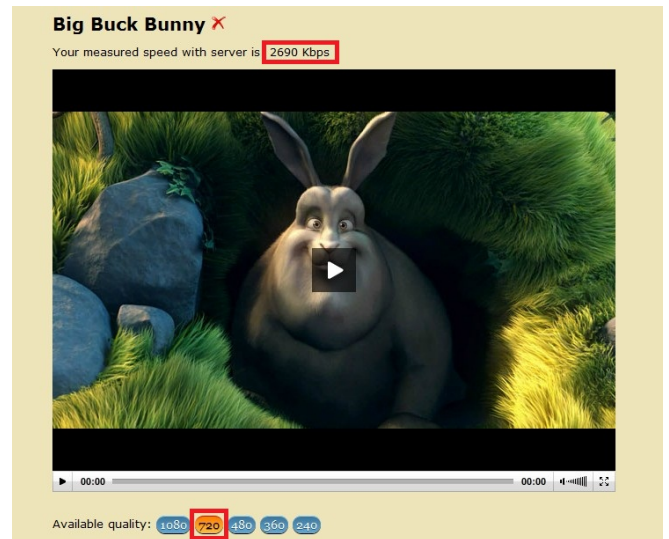 Big Buck Bunny
Your measured speed with server is 2690 Kbps
00:00 00:00
Available quality: 1080 720 480 360 240